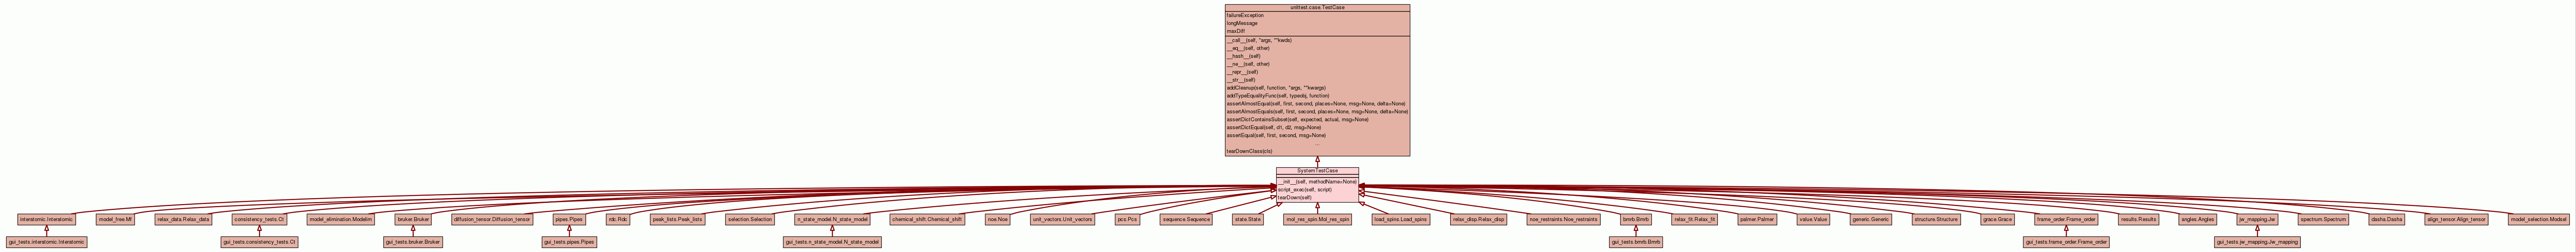 unittest.case.TestCase
failureException
longMessage
maxDiff
__call__(self, *args, **kwds)
__eq__(self, other)
__hash__(self)
__ne__(self, other)
__repr__(self)
__str__(self)
addCleanup(self, function, *args, **kwargs)
addTypeEqualityFunc(self, typeobj, function)
assertAlmostEqual(self, first, second, places=None, msg=None, delta=None)
assertAlmostEquals(self, first, second, places=None, msg=None, delta=None)
assertDictContainsSubset(self, expected, actual, msg=None)
assertDictEqual(self, d1, d2, msg=None)
assertEqual(self, first, second, msg=None)
...
tearDownClass(cls)
SystemTestCase
__init__(self, methodName=None)
script_exec(self, script)
tearDown(self)
interatomic.Interatomic
model_free.Mf
relax_data.Relax_data
consistency_tests.Ct
model_elimination.Modelim
bruker.Bruker
diffusion_tensor.Diffusion_tensor
pipes.Pipes
rdc.Rdc
peak_lists.Peak_lists
selection.Selection
n_state_model.N_state_model
chemical_shift.Chemical_shift
noe.Noe
unit_vectors.Unit_vectors
pcs.Pcs
sequence.Sequence
state.State
mol_res_spin.Mol_res_spin
load_spins.Load_spins
relax_disp.Relax_disp
noe_restraints.Noe_restraints
bmrb.Bmrb
relax_fit.Relax_fit
palmer.Palmer
value.Value
generic.Generic
structure.Structure
grace.Grace
frame_order.Frame_order
results.Results
angles.Angles
jw_mapping.Jw
spectrum.Spectrum
dasha.Dasha
align_tensor.Align_tensor
model_selection.Modsel
gui_tests.interatomic.Interatomic
gui_tests.consistency_tests.Ct
gui_tests.bruker.Bruker
gui_tests.pipes.Pipes
gui_tests.n_state_model.N_state_model
gui_tests.bmrb.Bmrb
gui_tests.frame_order.Frame_order
gui_tests.jw_mapping.Jw_mapping